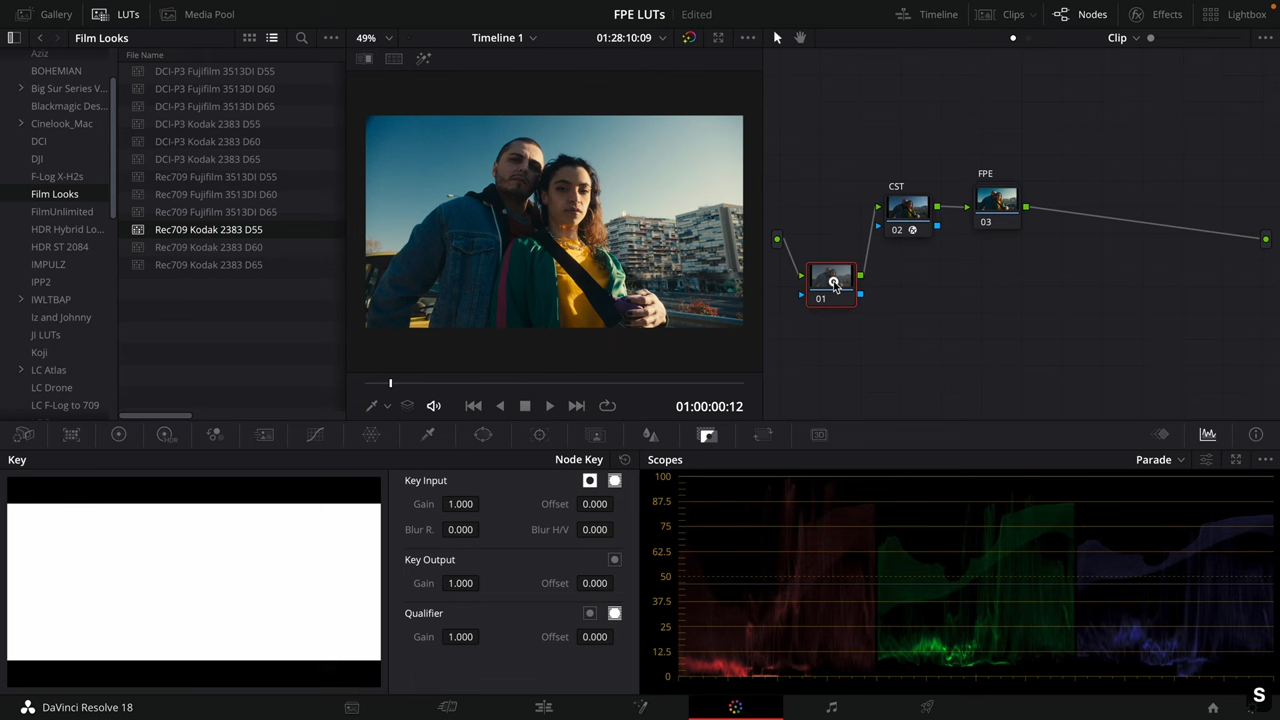 Gallery LUTs Media Pool FPE LUTs Edited Timeline Clips Nodes Effects Lightbox
Film Looks 49% Timeline 1 01:28:10:09 Clip
Aziz
BOHEMIAN
Big Sur Series V...
Blackmagic Des...
Cinelook_Mac
DCI
DJI
F-Log X-H2s
Film Looks
FilmUnlimited
HDR Hybrid Lo...
HDR ST 2084
IMPULZ
IPP2
IWLTBAP
Iz and Johnny
JI LUTs
Koji
LC Atlas
LC Drone
LC F-Log to 709
File Name
DCI-P3 Fujifilm 3513DI D55
DCI-P3 Fujifilm 3513DI D60
DCI-P3 Fujifilm 3513DI D65
DCI-P3 Kodak 2383 D55
DCI-P3 Kodak 2383 D60
DCI-P3 Kodak 2383 D65
Rec709 Fujifilm 3513DI D55
Rec709 Fujifilm 3513DI D60
Rec709 Fujifilm 3513DI D65
Rec709 Kodak 2383 D55
Rec709 Kodak 2383 D60
Rec709 Kodak 2383 D65
01:00:00:12
FPE
03
CST
02
01
3D
Key Node Key
Key Input
Gain 1.000 Offset 0.000
Blur R. 0.000 Blur H/V 0.000
Key Output
Gain 1.000 Offset 0.000
Qualifier
Gain 1.000 Offset 0.000
Scopes Parade
100
87.5
75
62.5
50
37.5
25
12.5
0
DaVinci Resolve 18
S